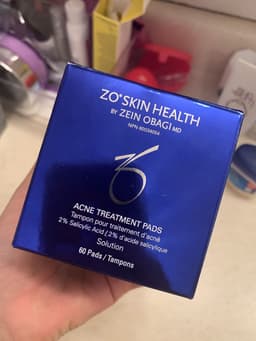 ZO® SKIN HEALTH
BY ZEIN OBAGI MD
ACNE TREATMENT PADS
Tampon pour traitement d'acné
2% Salicylic Acid / 2% d'acide salicylique
Solution
60 Pads / Tampons